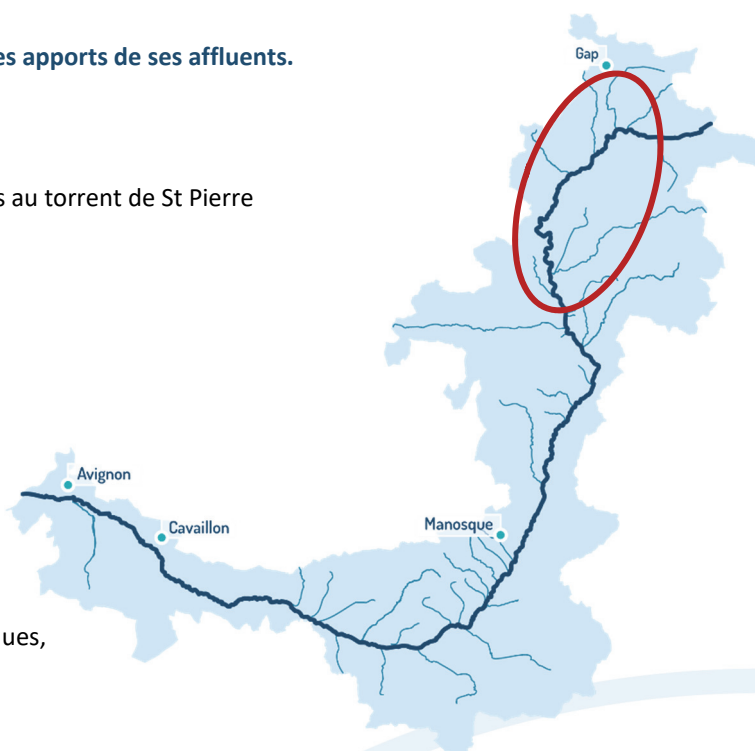 es apports de ses affluents.
Gap
s au torrent de St Pierre
Avignon
Cavaillon
Manosque
ues,